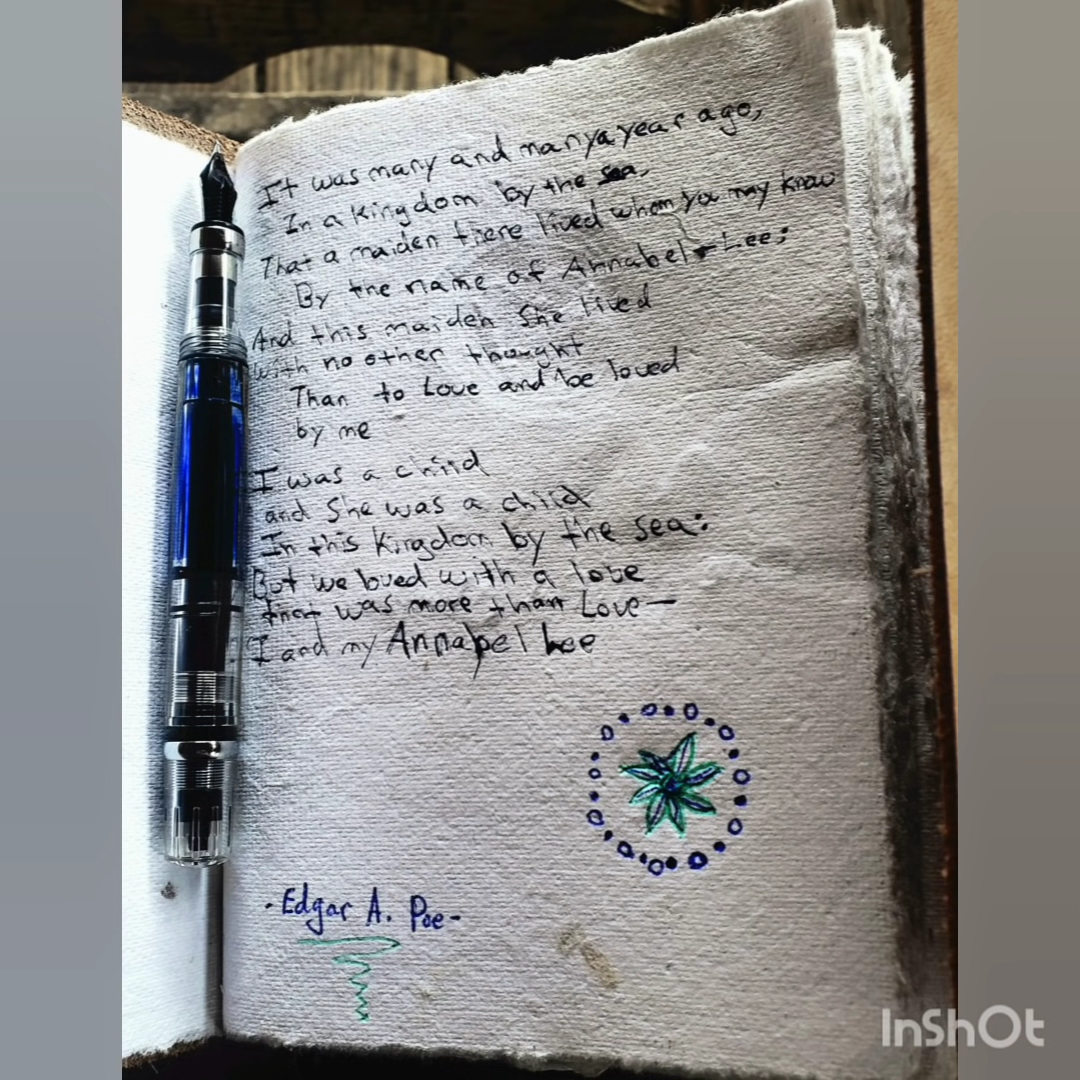 It was many and many a year ago,
In a Kingdom by the sea,
That a maiden there lived whom you may know
By the name of Annabel Lee;
And this maiden she lived
with no other thought
Than to Love and be loved
by me
I was a child
and She was a child
In this Kingdom by the sea:
But we loved with a love
that was more than Love—
I and my Annabel Lee
- Edgar A. Poe -
InShOt